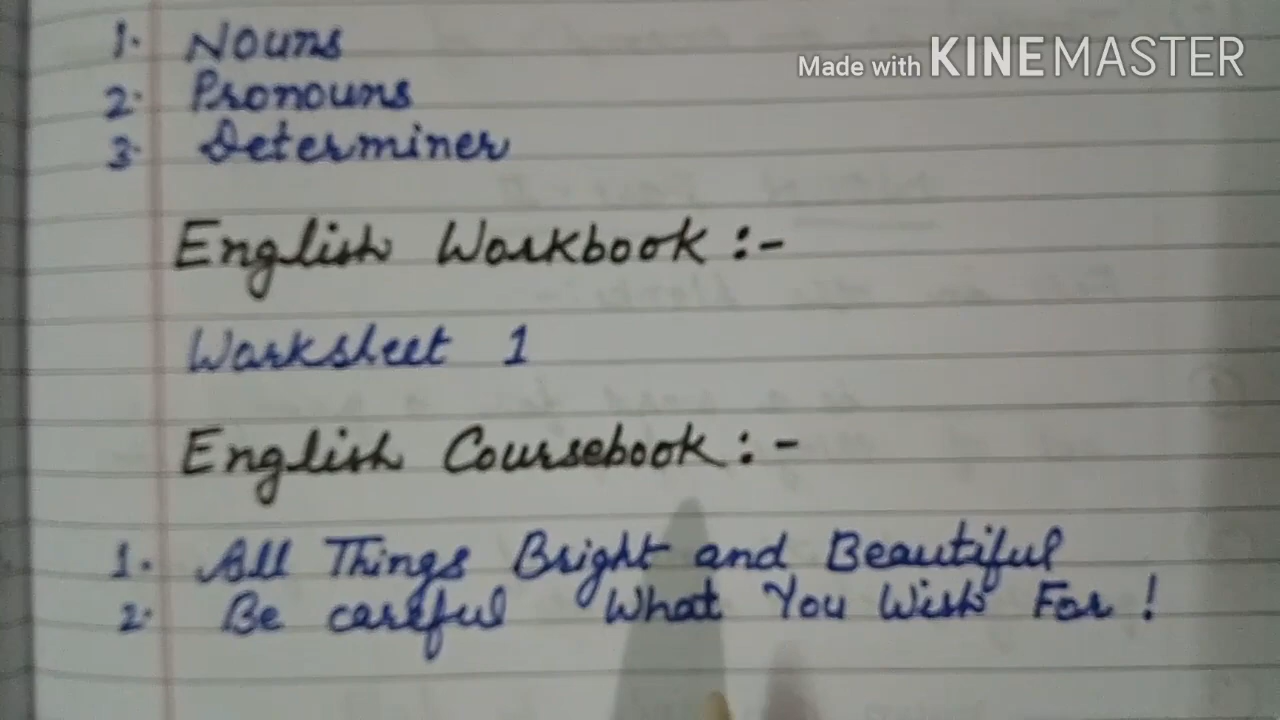 1. Nouns
Made with KINEMASTER
2. Pronouns
3. Determiner
English Workbook :-
Worksheet 1
English Coursebook :-
1. All Things Bright and Beautiful
2. Be careful What You Wish For !